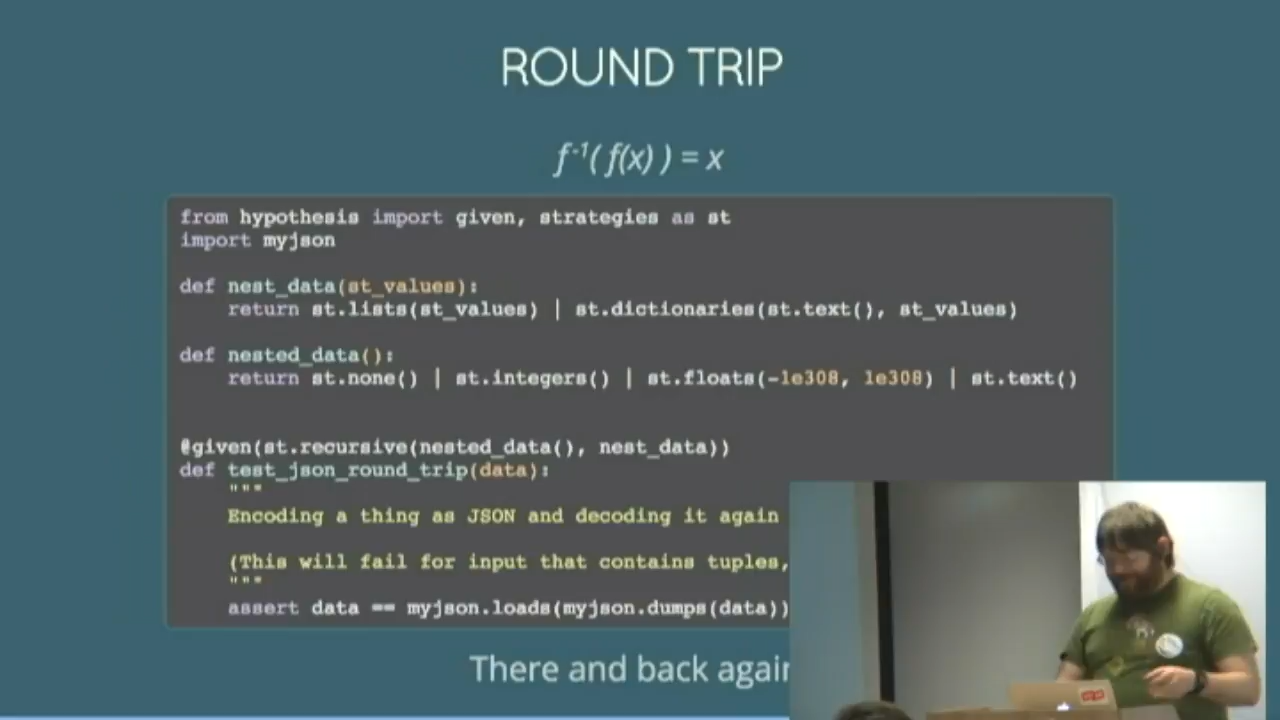 ROUND TRIP
f⁻¹( f(x) ) = x
from hypothesis import given, strategies as st
import myjson
def nest_data(st_values):
    return st.lists(st_values) | st.dictionaries(st.text(), st_values)
def nested_data():
    return st.none() | st.integers() | st.floats(-1e308, 1e308) | st.text()
@given(st.recursive(nested_data(), nest_data))
def test_json_round_trip(data):
    """
    Encoding a thing as JSON and decoding it again
    (This will fail for input that contains tuples,
    """
    assert data == myjson.loads(myjson.dumps(data))
There and back again